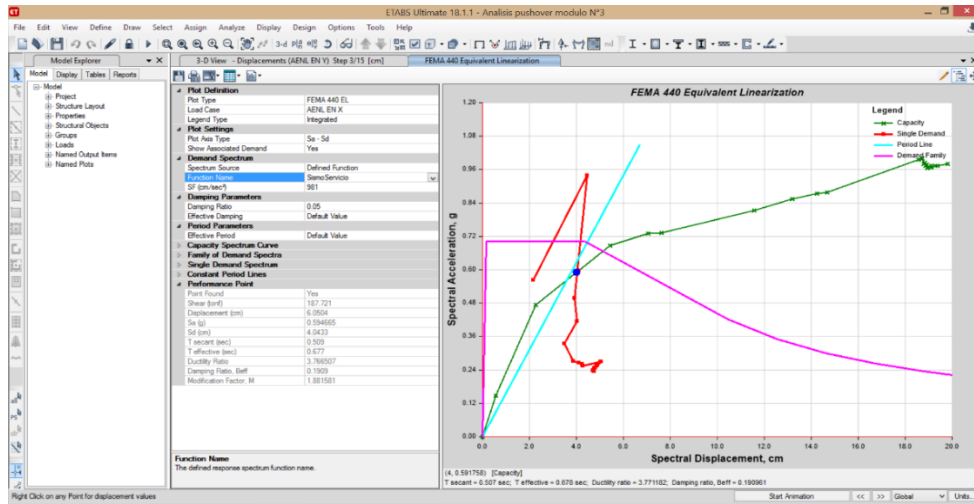 ETABS Ultimate 18.1.1 - Analisis pushover modulo N°3
File Edit View Define Draw Select Assign Analyze Display Design Options Tools Help
3-d
nd
Model Explorer
3-D View - Displacements (AENL EN Y) Step 3/15 [cm]
FEMA 440 Equivalent Linearization
Model Display Tables Reports
Model
Project
Structure Layout
Properties
Structural Objects
Groups
Loads
Named Output Items
Named Plots
Plot Definition
Plot Type FEMA 440 EL
Load Case AENL EN X
Legend Type Integrated
Plot Settings
Plot Axis Type Sa - Sd
Show Associated Demand Yes
Demand Spectrum
Spectrum Source Defined Function
Function Name SismoServicio
SF (cm/sec²) 981
Damping Parameters
Damping Ratio 0.05
Effective Damping Default Value
Period Parameters
Effective Period Default Value
Capacity Spectrum Curve
Family of Demand Spectra
Single Demand Spectrum
Constant Period Lines
Performance Point
Point Found Yes
Shear (tonf) 187.721
Displacement (cm) 6.0504
Sa (g) 0.594665
Sd (cm) 4.0433
T secant (sec) 0.509
T effective (sec) 0.677
Ductility Ratio 3.766507
Damping Ratio, Beff 0.1909
Modification Factor, M 1.881581
Function Name
The defined response spectrum function name.
FEMA 440 Equivalent Linearization
Legend
Capacity
Single Demand
Period Line
Demand Family
Spectral Acceleration, g
1.20
1.08
0.96
0.84
0.72
0.60
0.48
0.36
0.24
0.12
0.00
0.0 2.0 4.0 6.0 8.0 10.0 12.0 14.0 16.0 18.0 20.0
Spectral Displacement, cm
(4, 0.591758) [Capacity]
T secant = 0.507 sec; T effective = 0.678 sec; Ductility ratio = 3.771182; Damping ratio, Beff = 0.190961
Right Click on any Point for displacement values
Start Animation << >> Global Units...